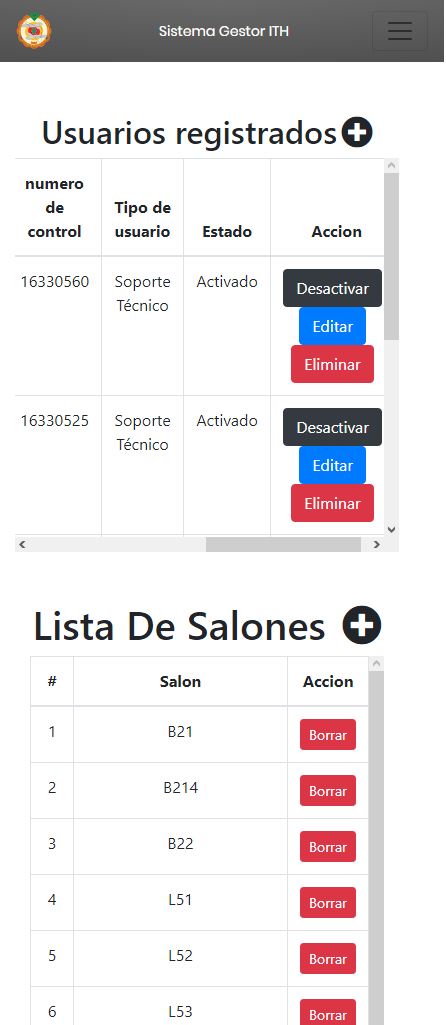 Sistema Gestor ITH
Usuarios registrados
numero
de
control
Tipo de
usuario
Estado
Accion
16330560
Soporte
Técnico
Activado
Desactivar
Editar
Eliminar
16330525
Soporte
Técnico
Activado
Desactivar
Editar
Eliminar
Lista De Salones
# Salon Accion
1 B21 Borrar
2 B214 Borrar
3 B22 Borrar
4 L51 Borrar
5 L52 Borrar
6 L53 Borrar